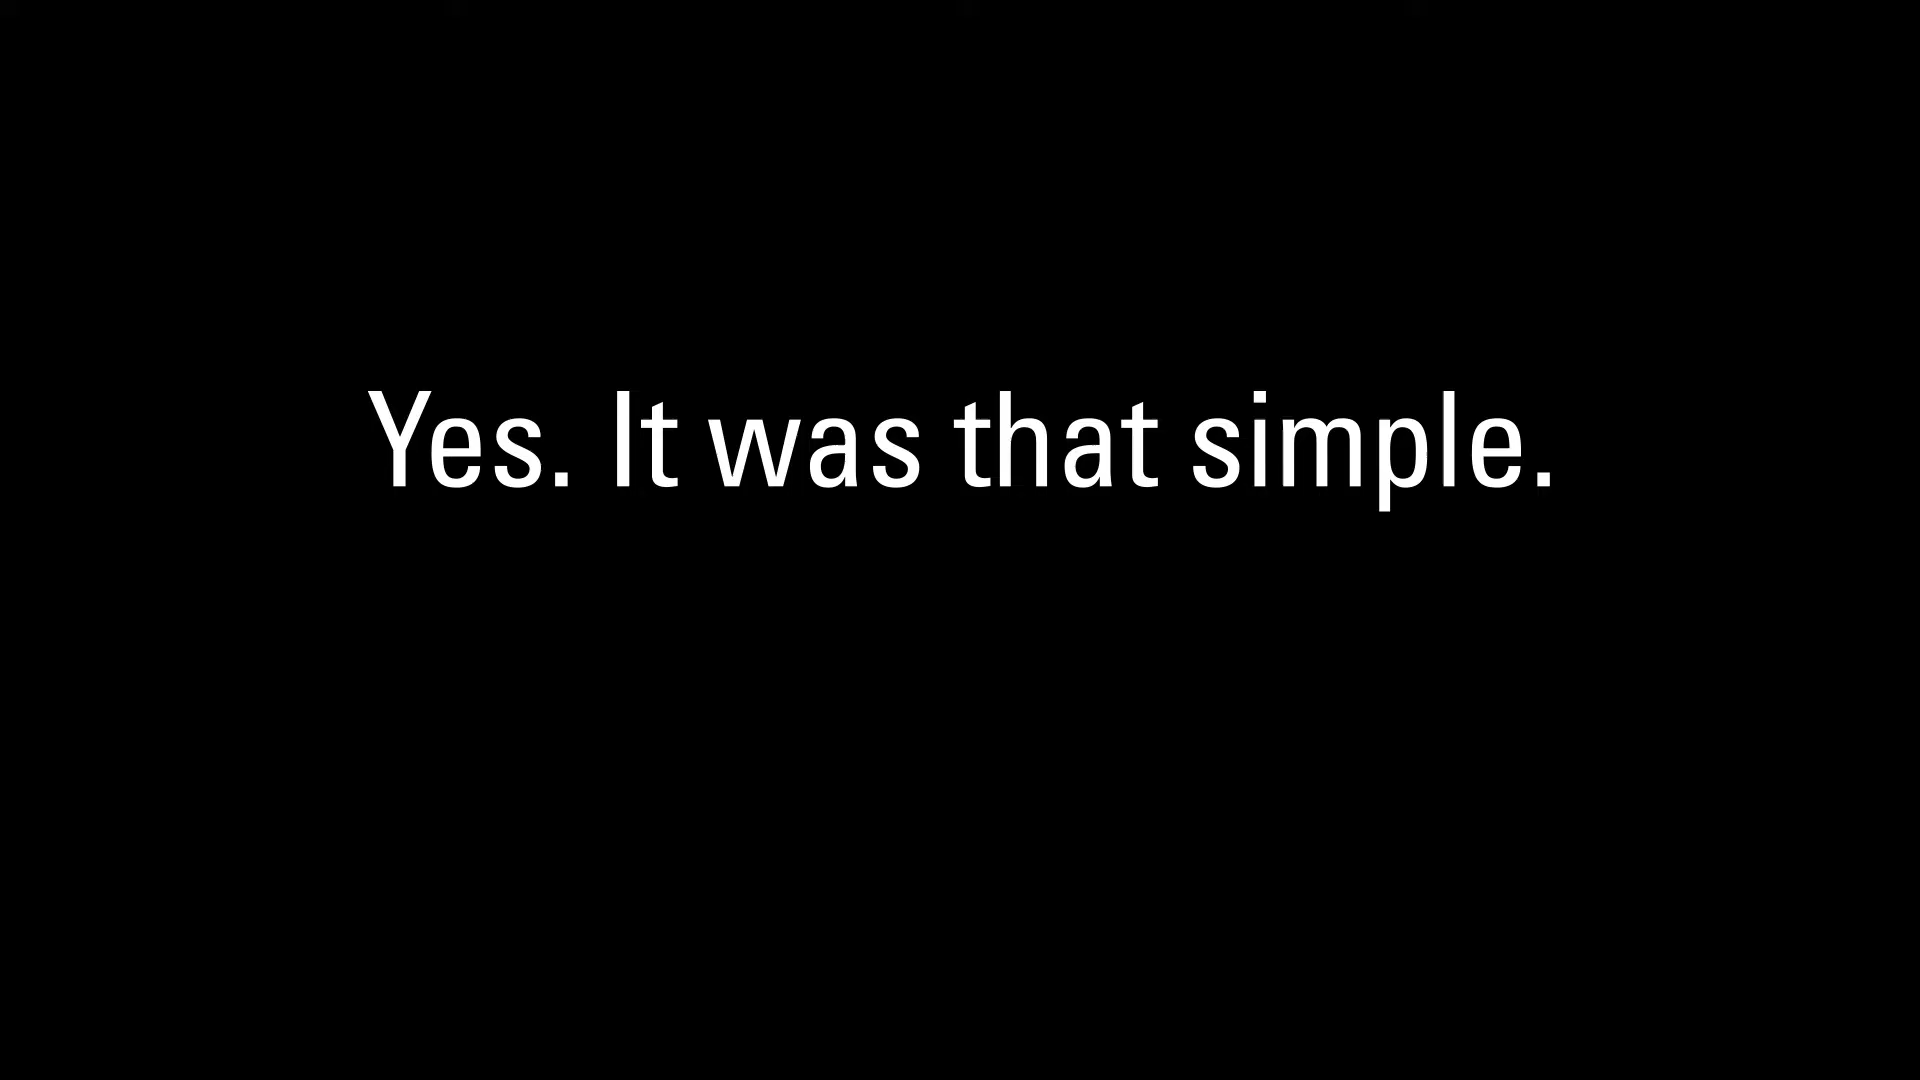 Yes. It was that simple.